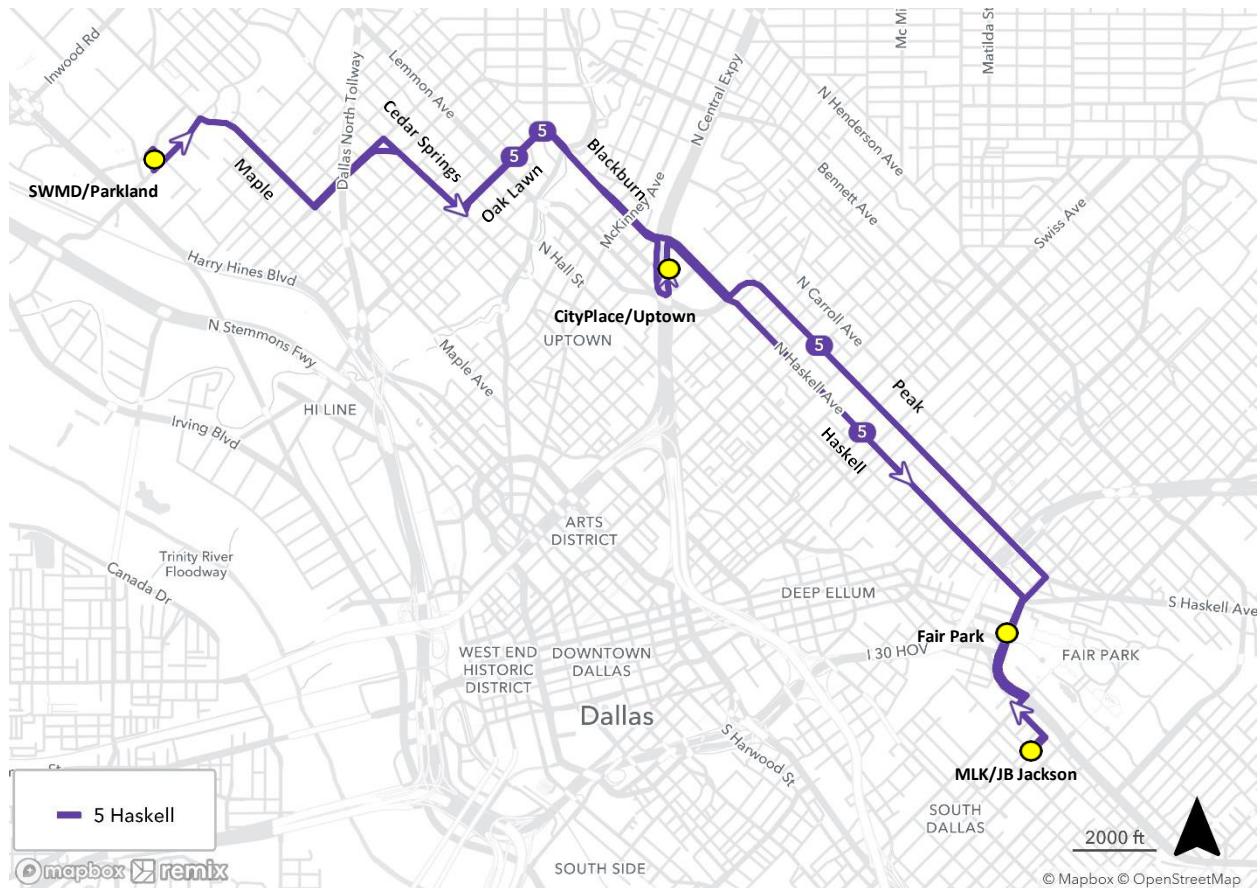 Inwood Rd
Lemmon Ave
Dallas North Tollway
N Central Expy
Mc Mi
Matilda St
N Henderson Ave
Bennett Ave
Swiss Ave
SWMD/Parkland
Maple
Cedar Springs
Oak Lawn
5
5
Blackburn
McKinney Ave
N Hall St
Harry Hines Blvd
N Stemmons Fwy
CityPlace/Uptown
UPTOWN
N Carroll Ave
5
N Haskell Ave
Peak
Maple Ave
HI LINE
Irving Blvd
5
Haskell
ARTS
DISTRICT
Trinity River
Floodway
Canada Dr
DEEP ELLUM
S Haskell Ave
Fair Park
I 30 HOV
FAIR PARK
WEST END
HISTORIC
DISTRICT
DOWNTOWN
DALLAS
Dallas
S Harwood St
MLK/JB Jackson
SOUTH
DALLAS
St
5 Haskell
2000 ft
SOUTH SIDE
mapbox remix
© Mapbox © OpenStreetMap